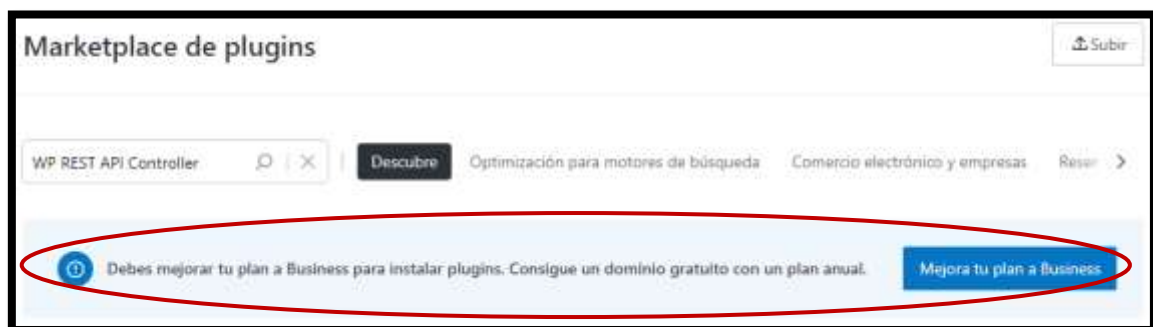 Marketplace de plugins
Subir
WP REST API Controller
Descubre
Optimización para motores de búsqueda
Comercio electrónico y empresas
Reser
Debes mejorar tu plan a Business para instalar plugins. Consigue un dominio gratuito con un plan anual.
Mejora tu plan a Business